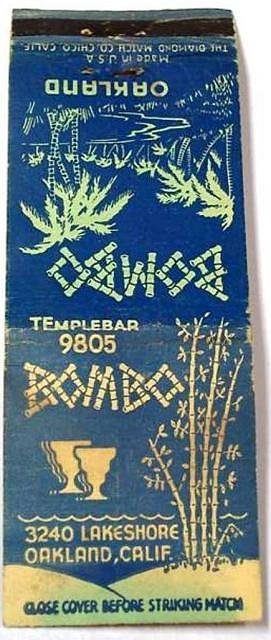 BOMBO
OAKLAND
Made in U.S.A
THE DIAMOND MATCH CO. CHICO, CALIF.
TEMPLEBAR
9805
BOMBO
3240 LAKESHORE
OAKLAND, CALIF.
CLOSE COVER BEFORE STRIKING MATCH